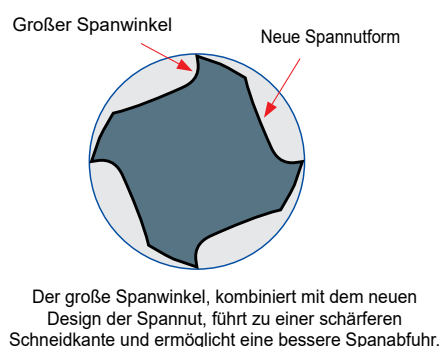 Großer Spanwinkel
Neue Spannutform
Der große Spanwinkel, kombiniert mit dem neuen
Design der Spannut, führt zu einer schärferen
Schneidkante und ermöglicht eine bessere Spanabfuhr.